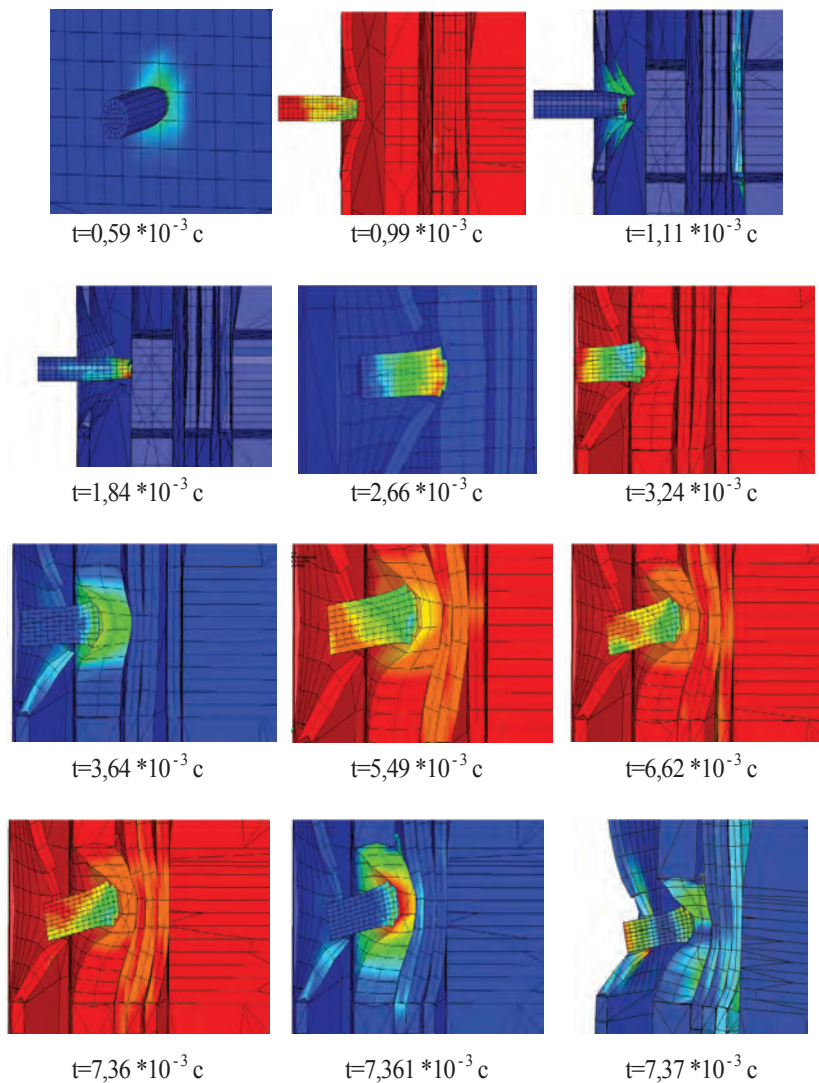 t=0,59 *10⁻³ c
t=0,99 *10⁻³ c
t=1,11 *10⁻³ c
t=1,84 *10⁻³ c
t=2,66 *10⁻³ c
t=3,24 *10⁻³ c
t=3,64 *10⁻³ c
t=5,49 *10⁻³ c
t=6,62 *10⁻³ c
t=7,36 *10⁻³ c
t=7,361 *10⁻³ c
t=7,37 *10⁻³ c